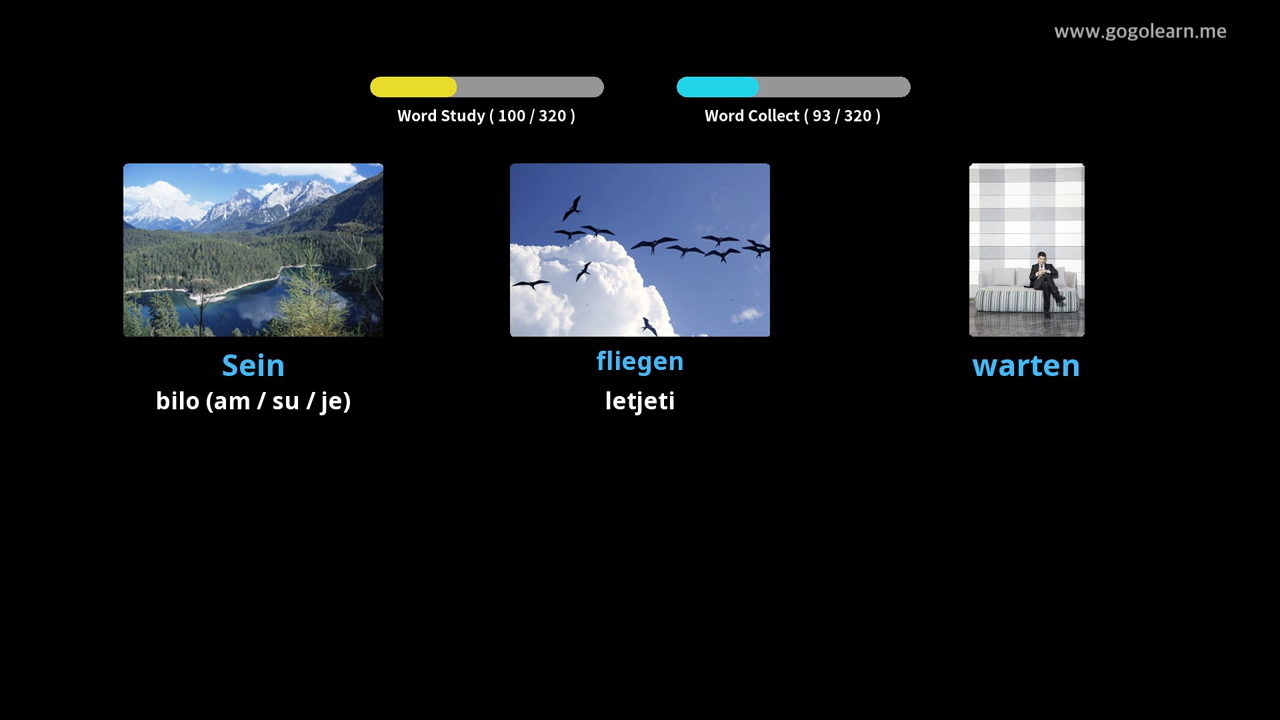 www.gogolearn.me
Word Study ( 100 / 320 )
Word Collect ( 93 / 320 )
Sein
bilo (am / su / je)
fliegen
letjeti
warten